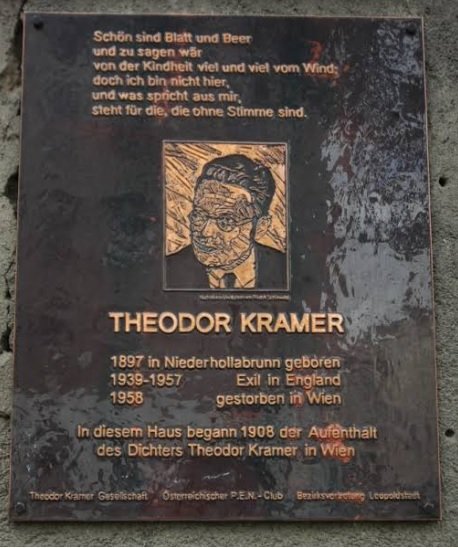 Schön sind Blatt und Beer
und zu sagen wär
von der Kindheit viel und viel vom Wind;
doch ich bin nicht hier,
und was spricht aus mir,
steht für die, die ohne Stimme sind.
THEODOR KRAMER
1897 in Niederhollabrunn geboren
1939-1957 Exil in England
1958 gestorben in Wien
In diesem Haus begann 1908 der Aufenthalt
des Dichters Theodor Kramer in Wien
Theodor Kramer Gesellschaft Österreichischer P.E.N.-Club Bezirksvertretung Leopoldstadt